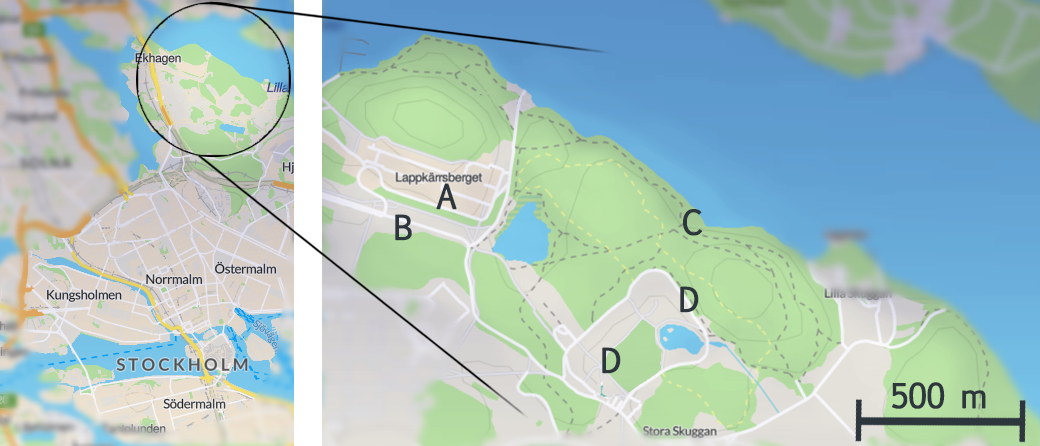 Ekhagen
Lilla
Hj
Östermalm
Norrmalm
Kungsholmen
STOCKHOLM
Södermalm
Lappkärrsberget
A
B
C
D
D
Lilla Skuggan
Stora Skuggan
500 m